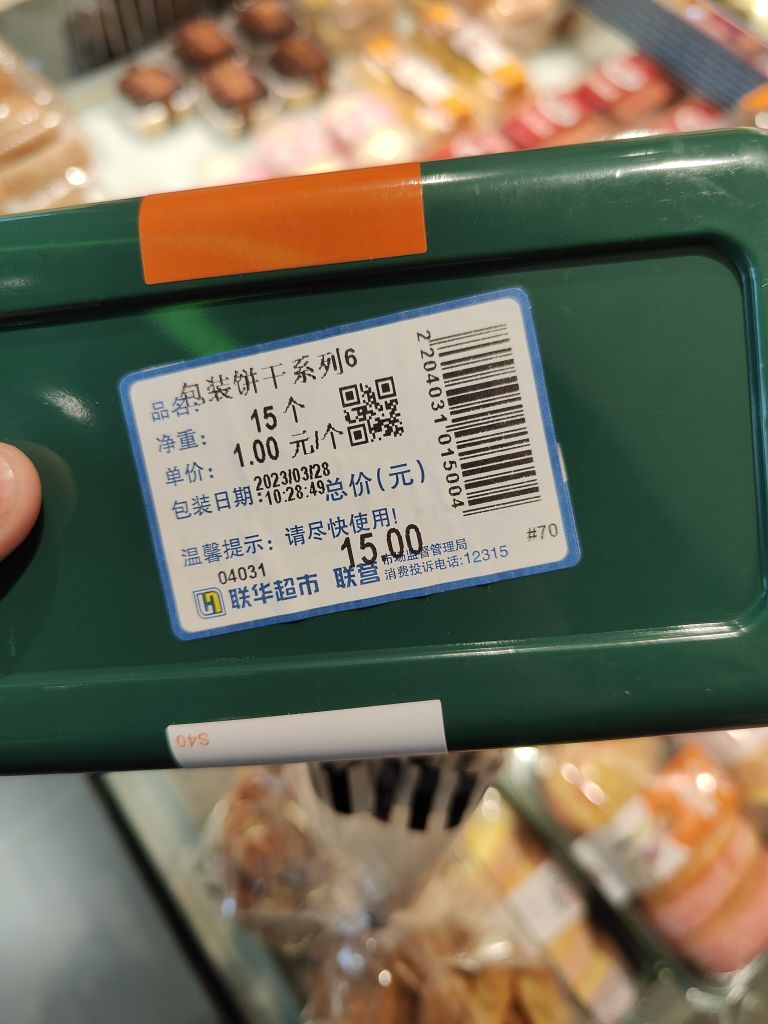 包装饼干系列6
品名:
净重: 15 个
单价: 1.00 元/个
包装日期: 2023/03/28
10:28:49
总价(元)
温馨提示: 请尽快使用!
15.00
04031
联华超市 联营
市场监督管理局
消费投诉电话:12315
#70
2204031015004
S40